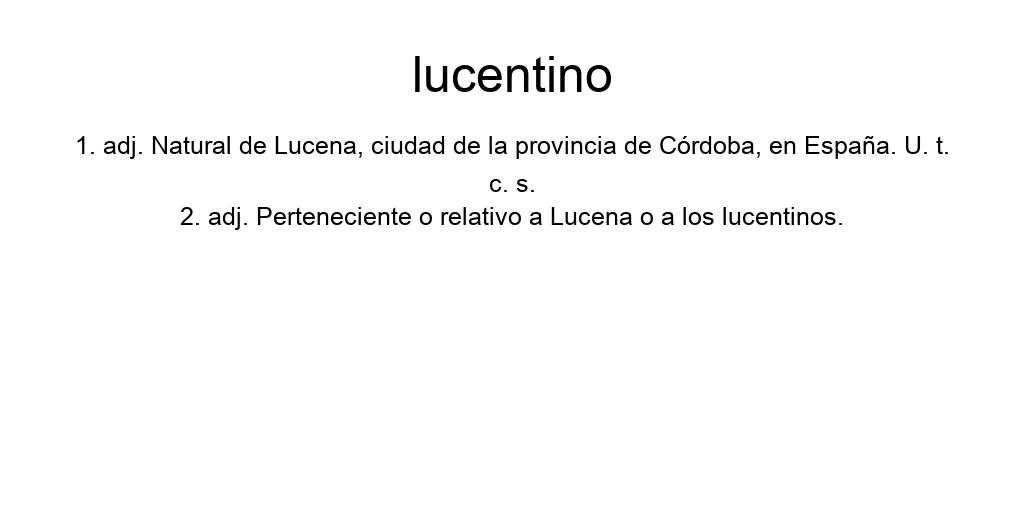 lucentino
1. adj. Natural de Lucena, ciudad de la provincia de Córdoba, en España. U. t.
c. s.
2. adj. Perteneciente o relativo a Lucena o a los lucentinos.